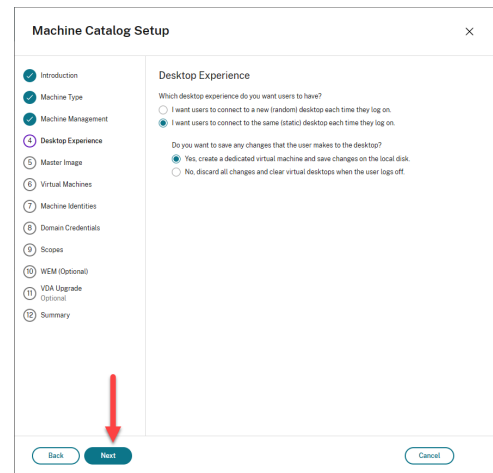 Machine Catalog Setup
Introduction
Machine Type
Machine Management
4 Desktop Experience
5 Master Image
6 Virtual Machines
7 Machine Identities
8 Domain Credentials
9 Scopes
10 WEM (Optional)
11 VDA Upgrade
Optional
12 Summary
Desktop Experience
Which desktop experience do you want users to have?
I want users to connect to a new (random) desktop each time they log on.
I want users to connect to the same (static) desktop each time they log on.
Do you want to save any changes that the user makes to the desktop?
Yes, create a dedicated virtual machine and save changes on the local disk.
No, discard all changes and clear virtual desktops when the user logs off.
Back
Next
Cancel